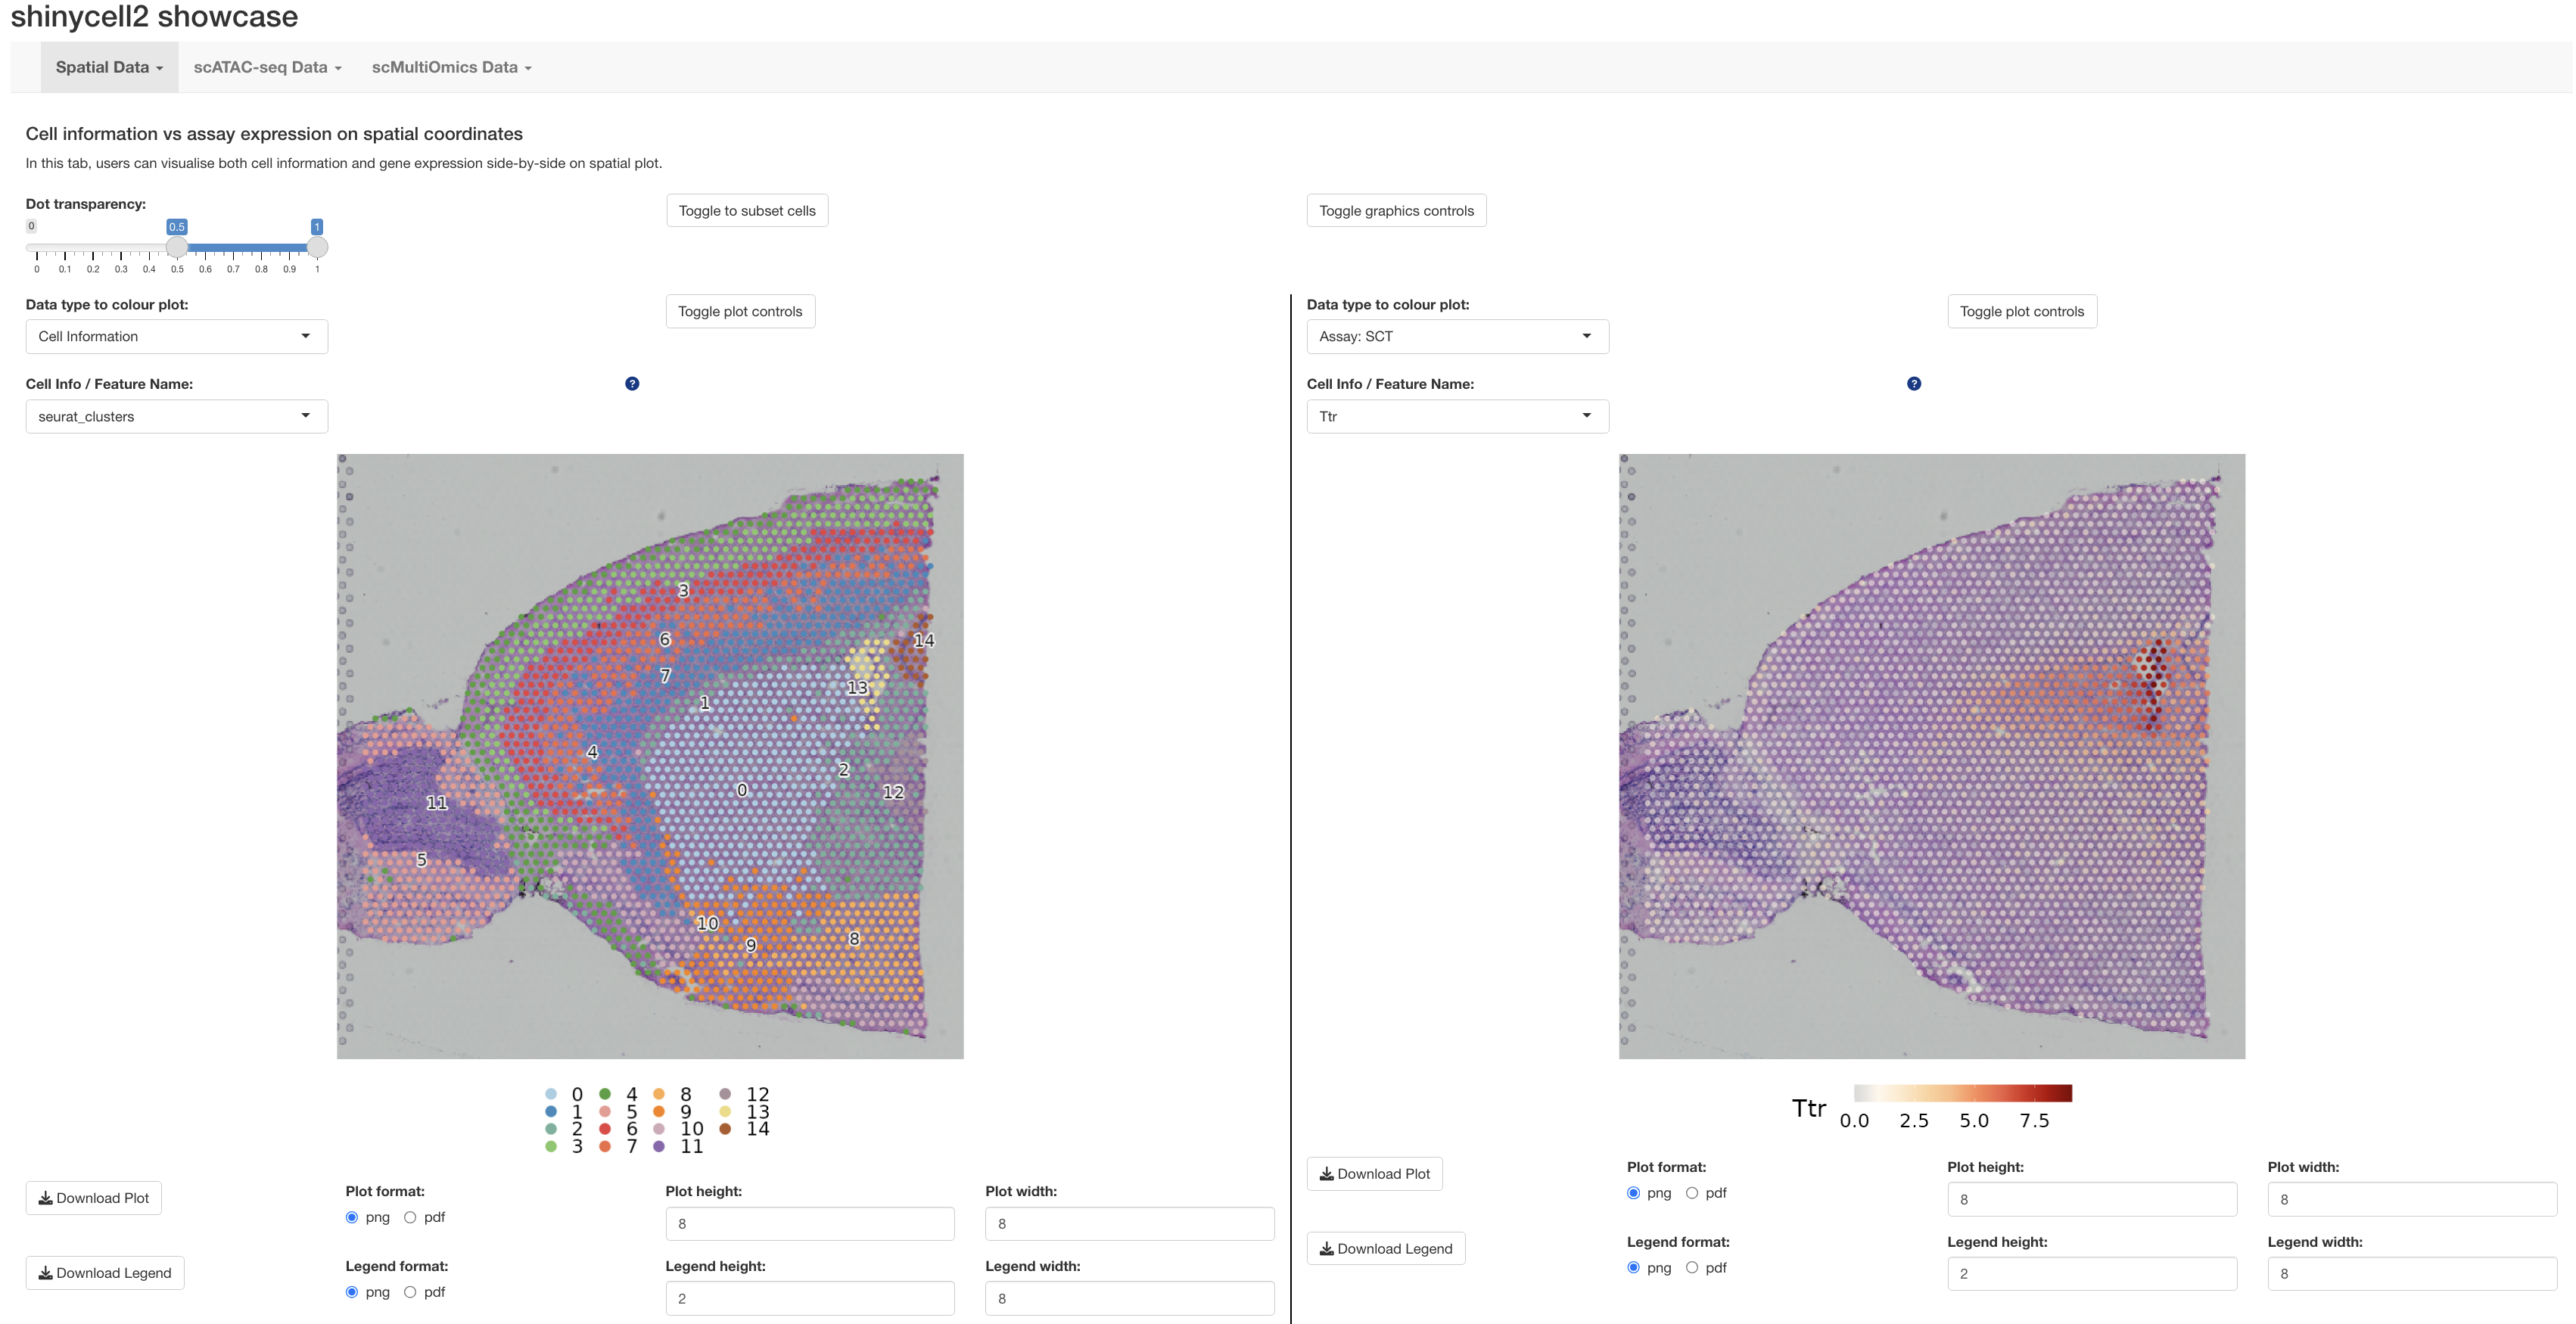 shinycell2 showcase
Spatial Data scATAC-seq Data scMultiOmics Data
Cell information vs assay expression on spatial coordinates
In this tab, users can visualise both cell information and gene expression side-by-side on spatial plot.
Dot transparency:
0 0.5 1
0 0.1 0.2 0.3 0.4 0.5 0.6 0.7 0.8 0.9 1
Toggle to subset cells
Toggle graphics controls
Data type to colour plot:
Cell Information
Toggle plot controls
Cell Info / Feature Name:
?
seurat_clusters
3
6
14
7
13
1
4
2
0
12
11
5
10
9
8
0 4 8 12
1 5 9 13
2 6 10 14
3 7 11
Download Plot
Plot format:
png pdf
Plot height:
8
Plot width:
8
Download Legend
Legend format:
png pdf
Legend height:
2
Legend width:
8
Data type to colour plot:
Assay: SCT
Toggle plot controls
Cell Info / Feature Name:
?
Ttr
Ttr
0.0 2.5 5.0 7.5
Download Plot
Plot format:
png pdf
Plot height:
8
Plot width:
8
Download Legend
Legend format:
png pdf
Legend height:
2
Legend width:
8